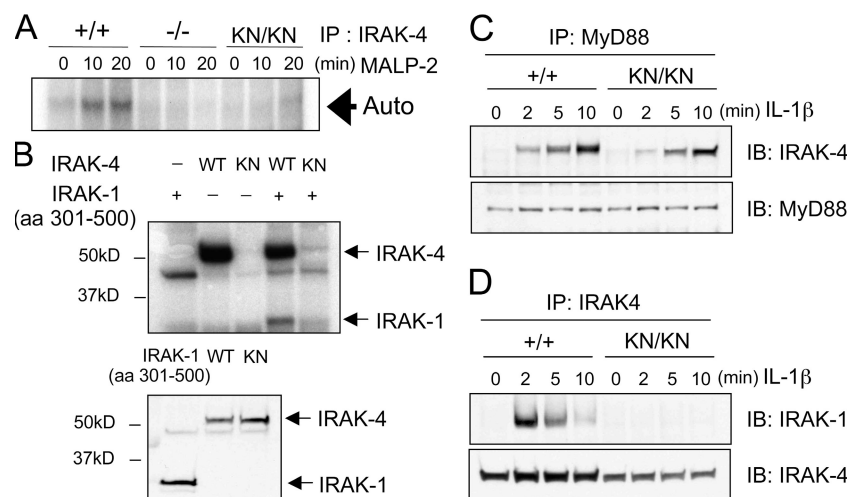 A
+/+ -/- KN/KN IP : IRAK-4
0 10 20 0 10 20 0 10 20 (min) MALP-2
Auto
B
IRAK-4 – WT KN WT KN
IRAK-1 + – – + +
(aa 301-500)
50kD
IRAK-4
37kD
IRAK-1
IRAK-1 WT KN
(aa 301-500)
50kD
IRAK-4
37kD
IRAK-1
C
IP: MyD88
+/+ KN/KN
0 2 5 10 0 2 5 10 (min) IL-1β
IB: IRAK-4
IB: MyD88
D
IP: IRAK4
+/+ KN/KN
0 2 5 10 0 2 5 10 (min) IL-1β
IB: IRAK-1
IB: IRAK-4